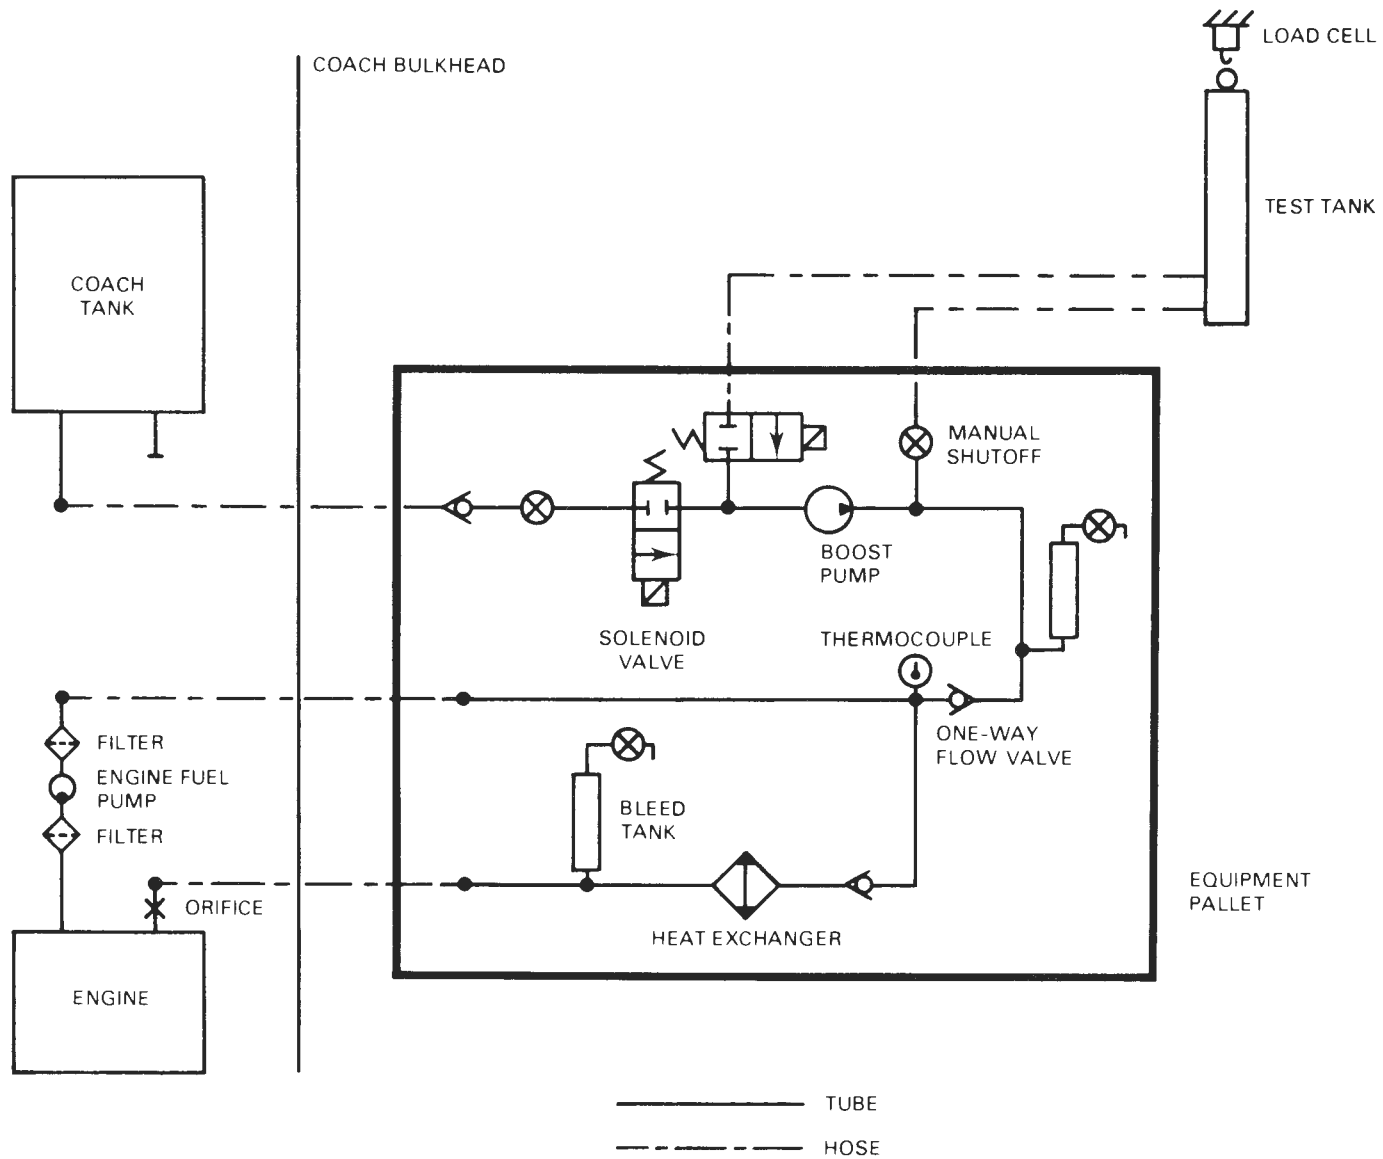 LOAD CELL
COACH BULKHEAD
TEST TANK
COACH
TANK
MANUAL
SHUTOFF
BOOST
PUMP
SOLENOID
VALVE
THERMOCOUPLE
ONE-WAY
FLOW VALVE
FILTER
ENGINE FUEL
PUMP
FILTER
BLEED
TANK
ORIFICE
HEAT EXCHANGER
EQUIPMENT
PALLET
ENGINE
TUBE
HOSE